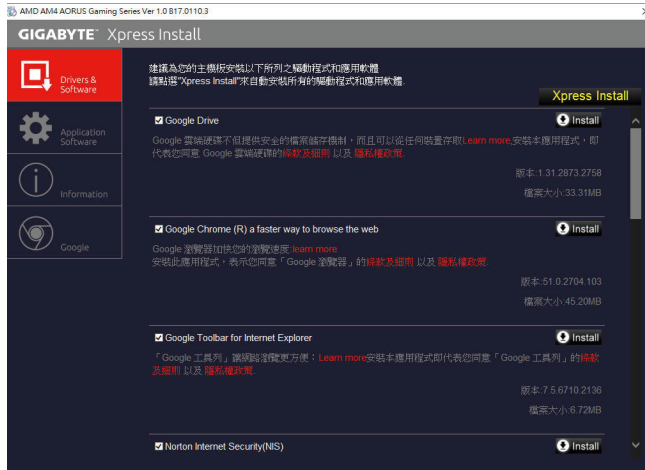 AMD AM4 AORUS Gaming Series Ver 1.0 B17.0110.3
GIGABYTE™ Xpress Install
Drivers &
Software
Application
Software
Information
Google
建議為您的主機板安裝以下所列之驅動程式和應用軟體
請點選"Xpress Install"來自動安裝所有的驅動程式和應用軟體.
Xpress Install
Google Drive
Install
Google 雲端硬碟不但提供安全的檔案儲存機制，而且可以從任何裝置存取Learn more,安裝本應用程式，即
代表您同意 Google 雲端硬碟的條款及細則 以及 隱私權政策.
版本:1.31.2873.2758
檔案大小:33.31MB
Google Chrome (R) a faster way to browse the web
Install
Google 瀏覽器加快您的瀏覽速度:learn more
安裝此應用程式，表示您同意「Google 瀏覽器」的條款及細則 以及 隱私權政策.
版本:51.0.2704.103
檔案大小:45.20MB
Google Toolbar for Internet Explorer
Install
「Google 工具列」讓網路瀏覽更方便：Learn more安裝本應用程式即代表您同意「Google 工具列」的條款
及細則 以及 隱私權政策.
版本:7.5.6710.2136
檔案大小:6.72MB
Norton Internet Security(NIS)
Install